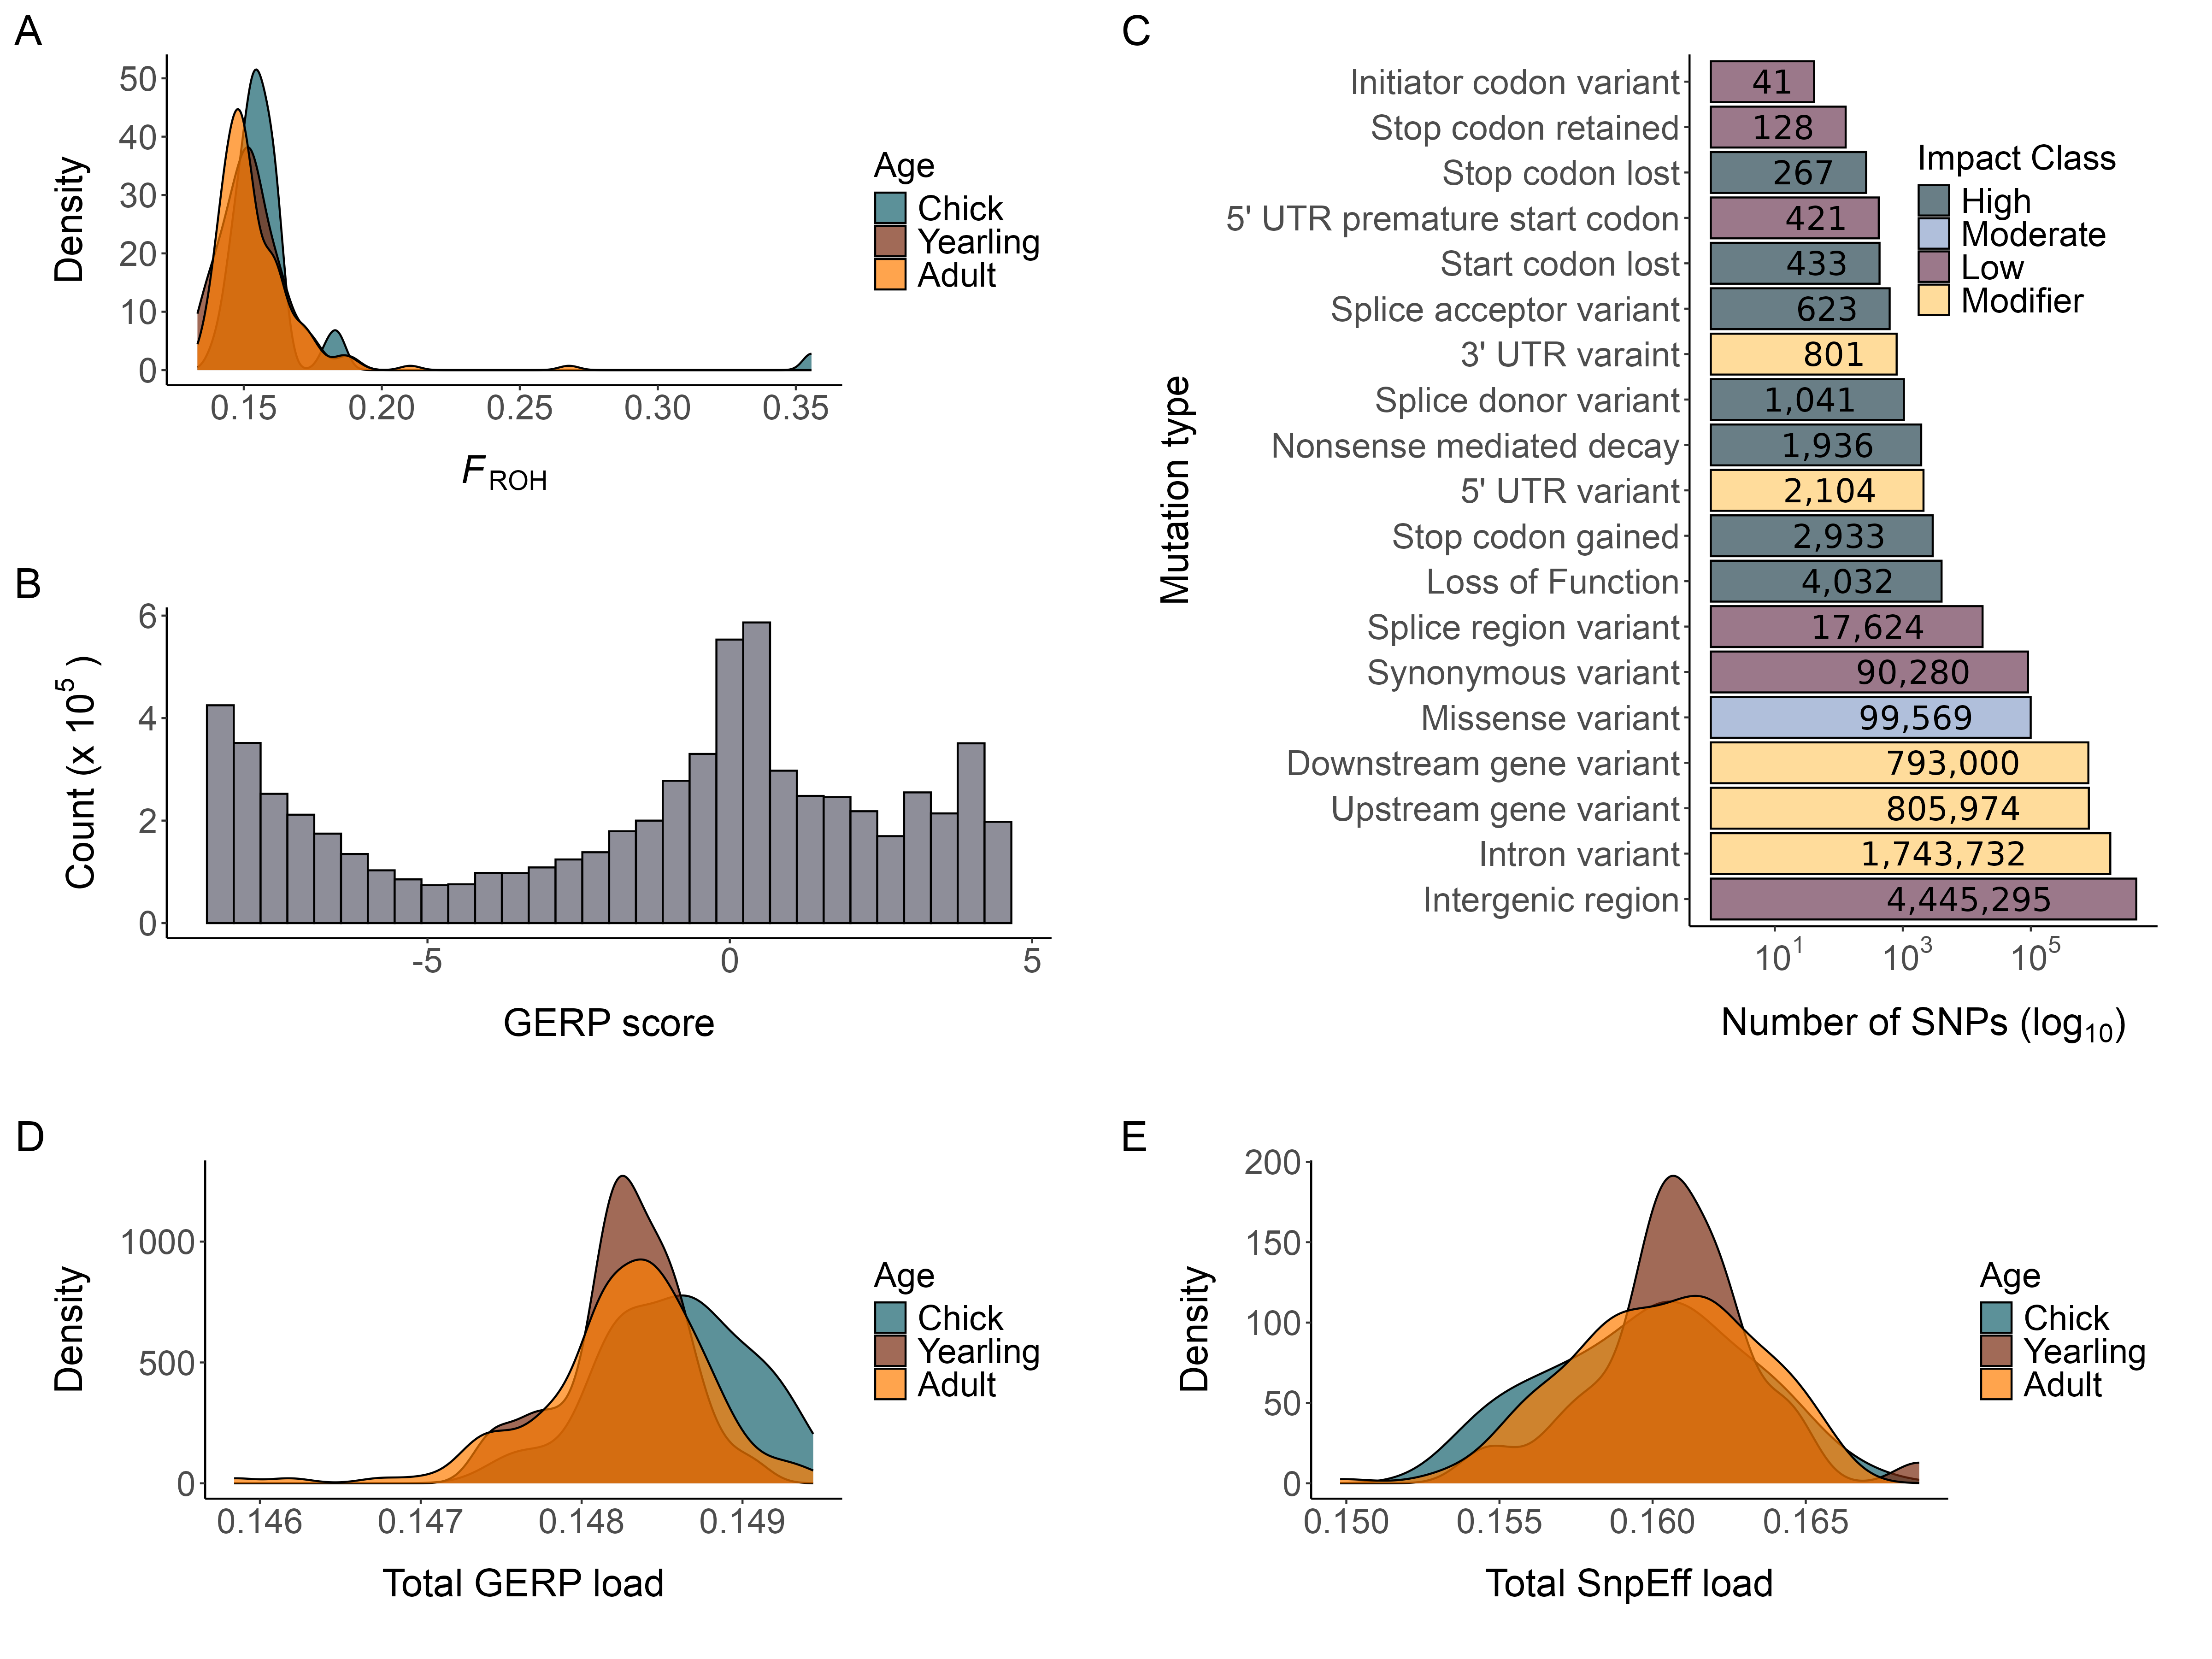 A
50
40
30
20
10
0
Density
0.15 0.20 0.25 0.30 0.35
FROH
Age
Chick
Yearling
Adult
B
6
4
2
0
Count (x 10^5)
-5 0 5
GERP score
C
Mutation type
Initiator codon variant 41
Stop codon retained 128
Stop codon lost 267
5' UTR premature start codon 421
Start codon lost 433
Splice acceptor variant 623
3' UTR varaint 801
Splice donor variant 1,041
Nonsense mediated decay 1,936
5' UTR variant 2,104
Stop codon gained 2,933
Loss of Function 4,032
Splice region variant 17,624
Synonymous variant 90,280
Missense variant 99,569
Downstream gene variant 793,000
Upstream gene variant 805,974
Intron variant 1,743,732
Intergenic region 4,445,295
10^1 10^3 10^5
Number of SNPs (log10)
Impact Class
High
Moderate
Low
Modifier
D
1000
500
0
Density
0.146 0.147 0.148 0.149
Total GERP load
Age
Chick
Yearling
Adult
E
200
150
100
50
0
Density
0.150 0.155 0.160 0.165
Total SnpEff load
Age
Chick
Yearling
Adult